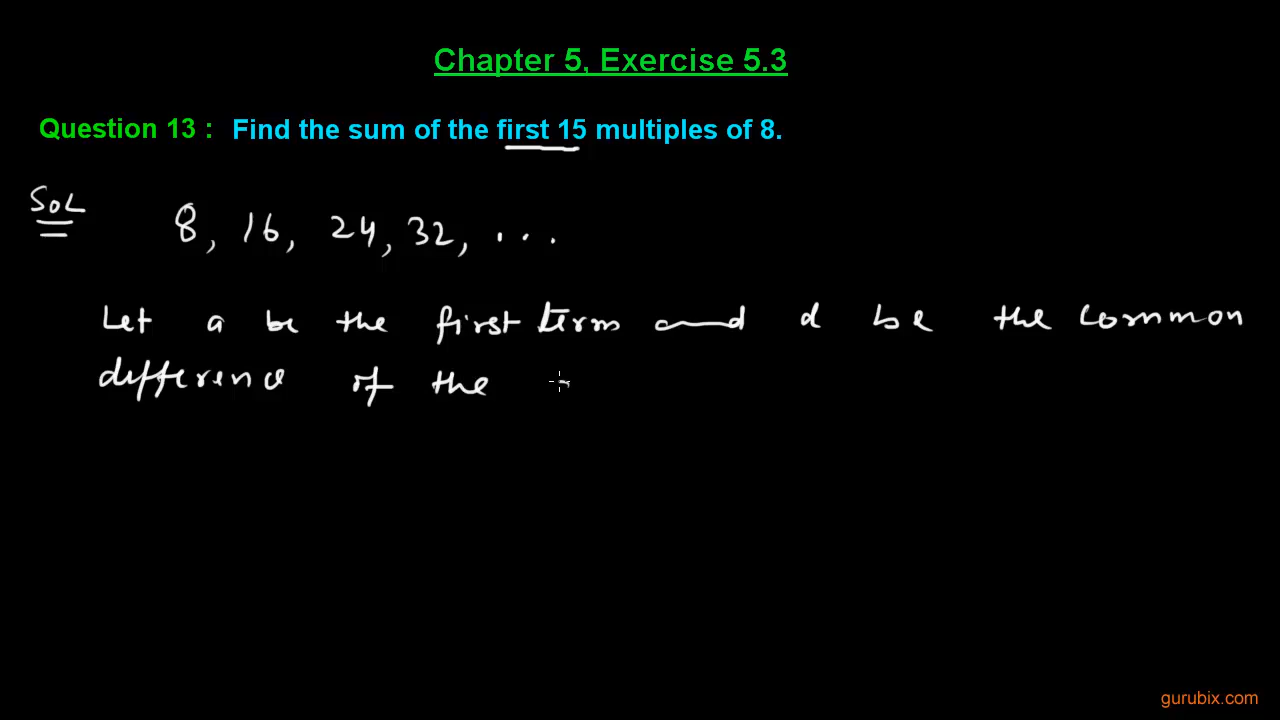 Chapter 5, Exercise 5.3
Question 13 : Find the sum of the first 15 multiples of 8.
SOL
8, 16, 24, 32, ...
Let a be the first term and d be the common
difference of the
gurubix.com